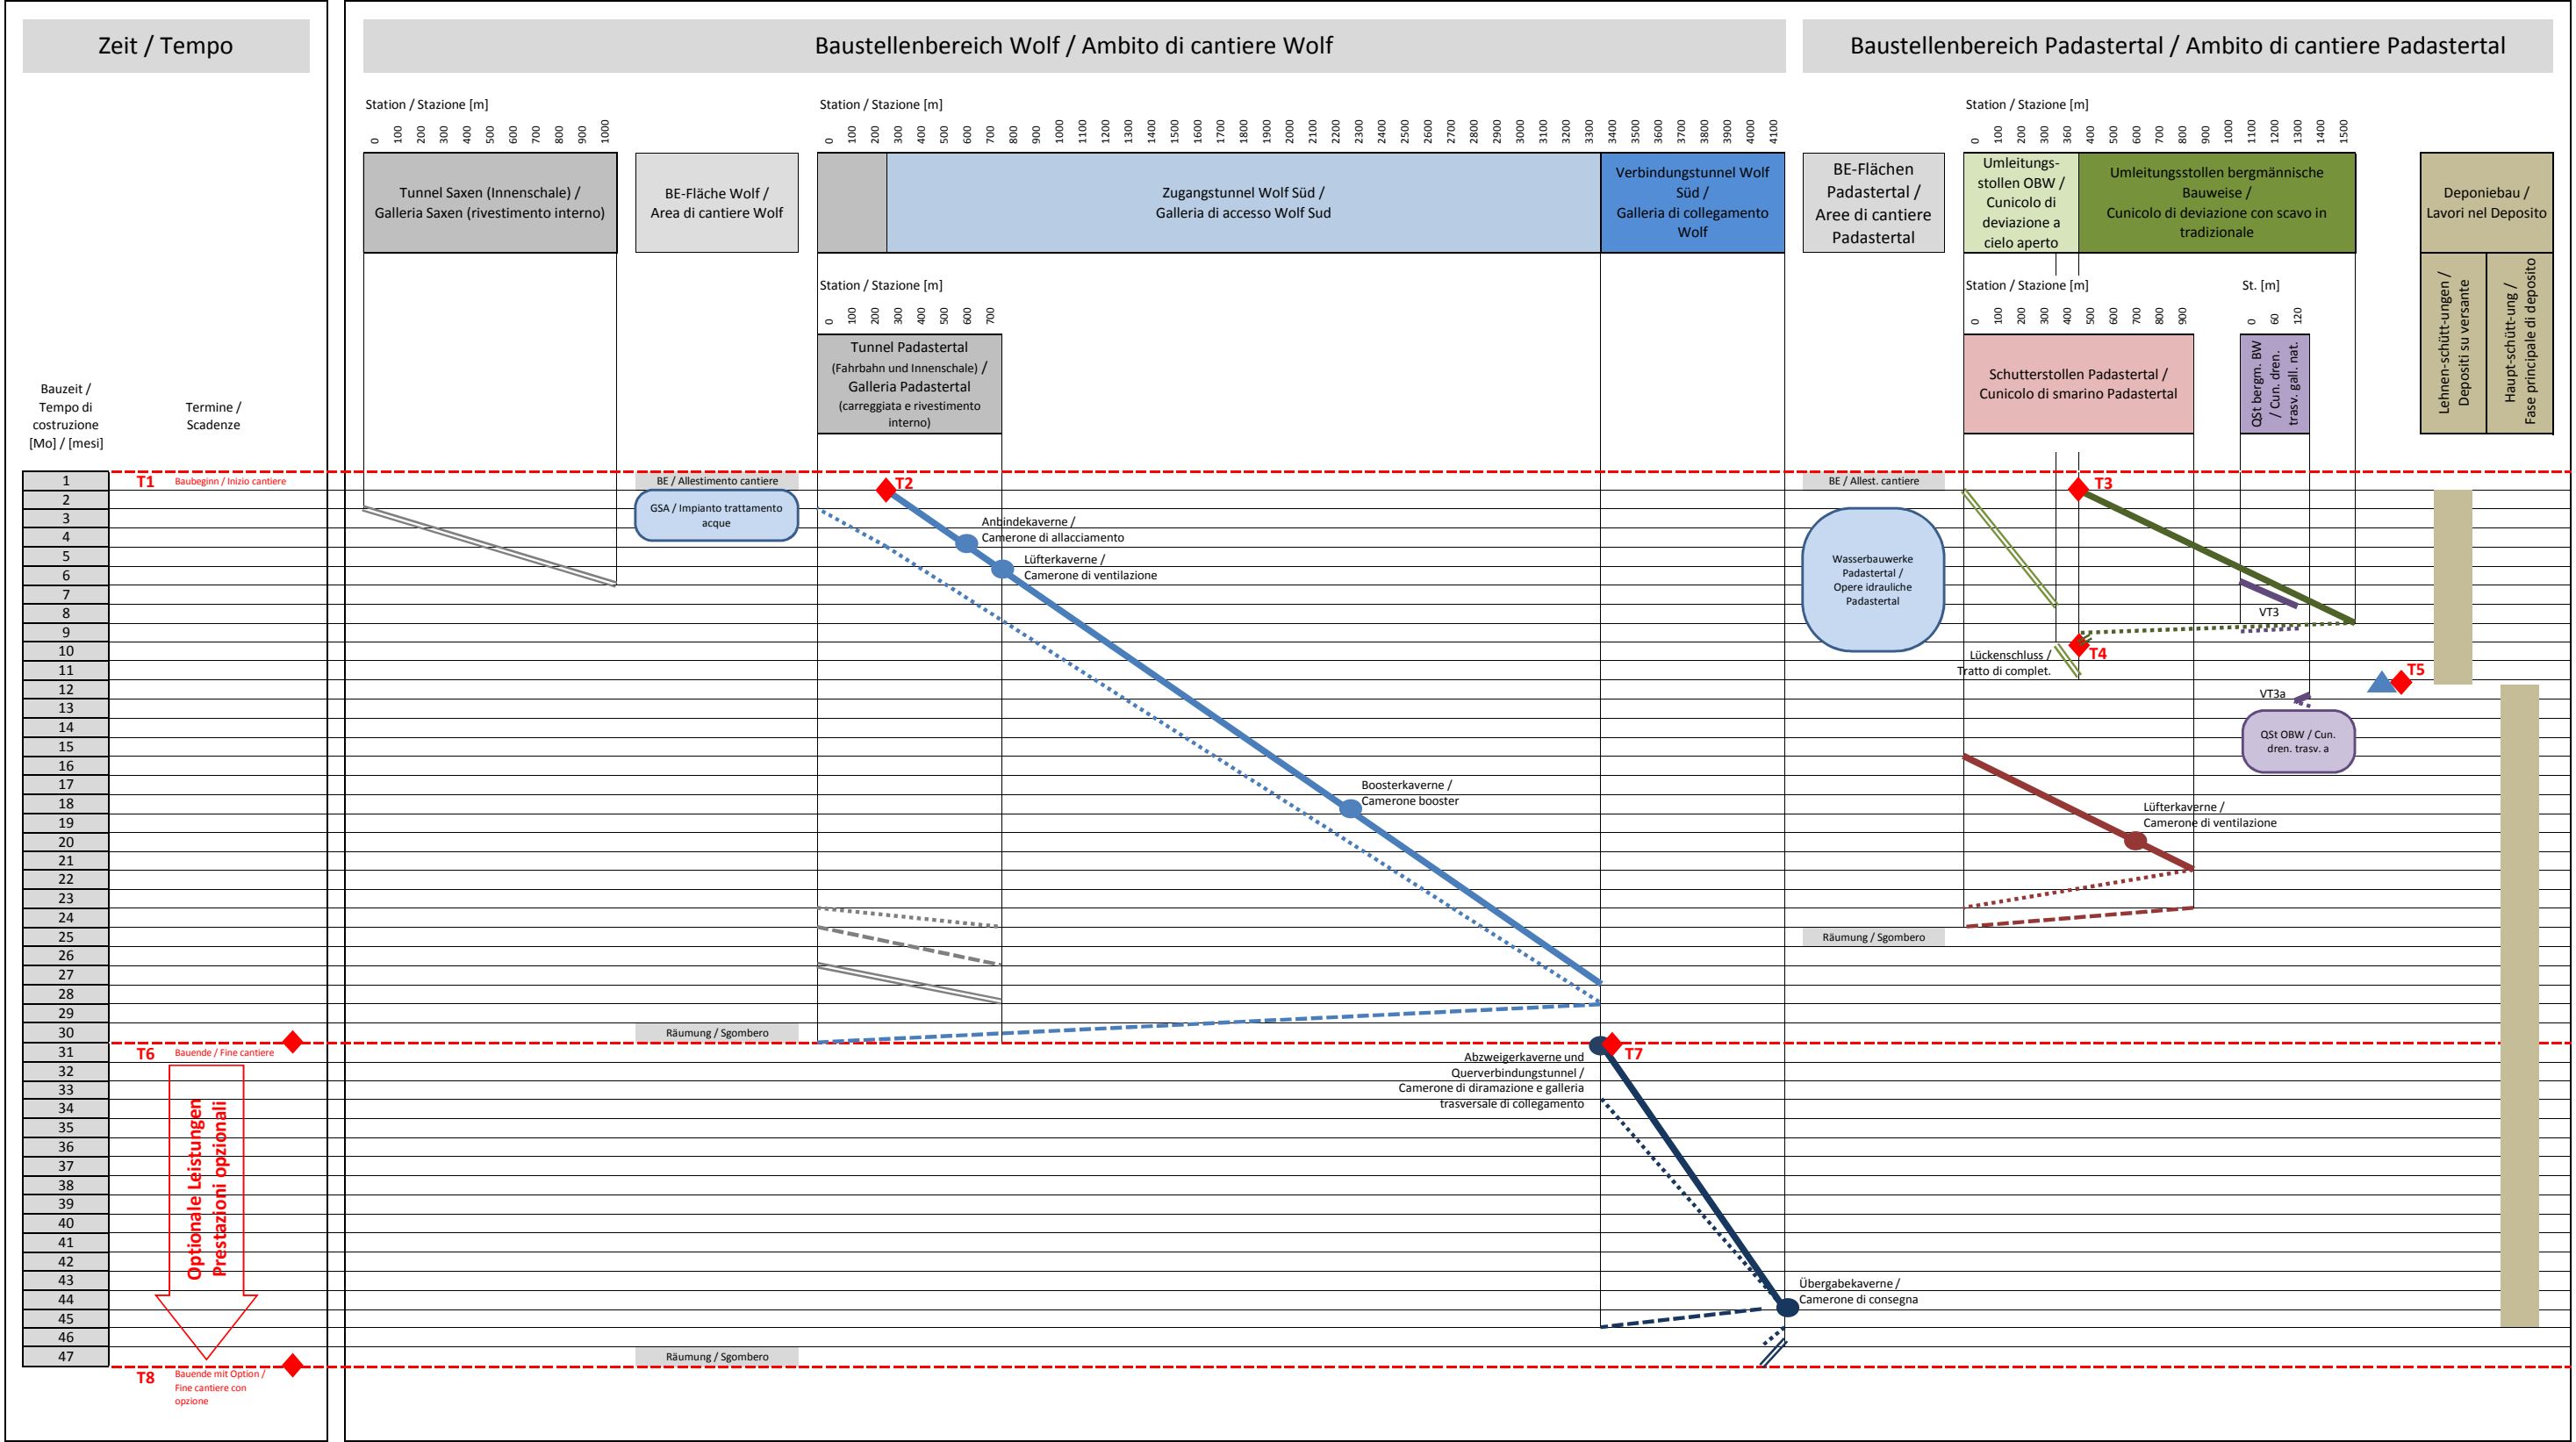 Zeit / Tempo
Baustellenbereich Wolf / Ambito di cantiere Wolf
Baustellenbereich Padastertal / Ambito di cantiere Padastertal
Station / Stazione [m]
0 100 200 300 400 500 600 700 800 900 1000
Station / Stazione [m]
0 100 200 300 600 700 800 900 1000 1100 1200 1300 1400 1500 1600 1700 1800 1900 2000 2100 2200 2300 2400 2500 2600 2700 2800 2900 3000 3100 3200 3300 3400 3500 3600 3700 3800 3900 4000 4100
Station / Stazione [m]
0 100 200 300 360 400 500 600 700 800 900 1000 1100 1200 1300 1400 1500
Tunnel Saxen (Innenschale) /
Galleria Saxen (rivestimento interno)
BE-Fläche Wolf /
Area di cantiere Wolf
Zugangstunnel Wolf Süd /
Galleria di accesso Wolf Sud
Verbindungstunnel Wolf
Süd /
Galleria di collegamento
Wolf
BE-Flächen
Padastertal /
Aree di cantiere
Padastertal
Umleitungs-
stollen OBW /
Cunicolo di
deviazione a
cielo aperto
Umleitungsstollen bergmännische
Bauweise /
Cunicolo di deviazione con scavo in
tradizionale
Deponiebau /
Lavori nel Deposito
Lehnen-schütt-ungen /
Depositi su versante
Haupt-schütt-ung /
Fase principale di deposito
Station / Stazione [m]
0 100 200 300 400 500 600 700
Tunnel Padastertal
(Fahrbahn und Innenschale) /
Galleria Padastertal
(carreggiata e rivestimento
interno)
Station / Stazione [m]
0 100 200 300 400 500 600 700 800 900
Schutterstollen Padastertal /
Cunicolo di smarino Padastertal
St. [m]
0 60 120
QSt bergm. BW
/ Cun. dren.
trasv. gall. nat.
Bauzeit /
Tempo di
costruzione
[Mo] / [mesi]
Termine /
Scadenze
1
T1 Baubeginn / Inizio cantiere
BE / Allestimento cantiere
T2
BE / Allest. cantiere
T3
2
GSA / Impianto trattamento
acque
3
Anbindekaverne /
Camerone di allacciamento
4
5
Lüfterkaverne /
Camerone di ventilazione
6
Wasserbauwerke
Padastertal /
Opere idrauliche
Padastertal
7
8
VT3
9
10
T4
Lückenschluss /
Tratto di complet.
11
T5
12
VT3a
13
14
QSt OBW / Cun.
dren. trasv. a
15
16
17
Boosterkaverne /
Camerone booster
18
Lüfterkaverne /
Camerone di ventilazione
19
20
21
22
23
24
25
Räumung / Sgombero
26
27
28
29
30
Räumung / Sgombero
31
T6 Bauende / Fine cantiere
T7
Abzweigerkaverne und
Querverbindungstunnel /
Camerone di diramazione e galleria
trasversale di collegamento
32
33
34
Optionale Leistungen
Prestazioni opzionali
35
36
37
38
39
40
41
42
43
Übergabekaverne /
Camerone di consegna
44
45
46
47
Räumung / Sgombero
T8 Bauende mit Option /
Fine cantiere con
opzione